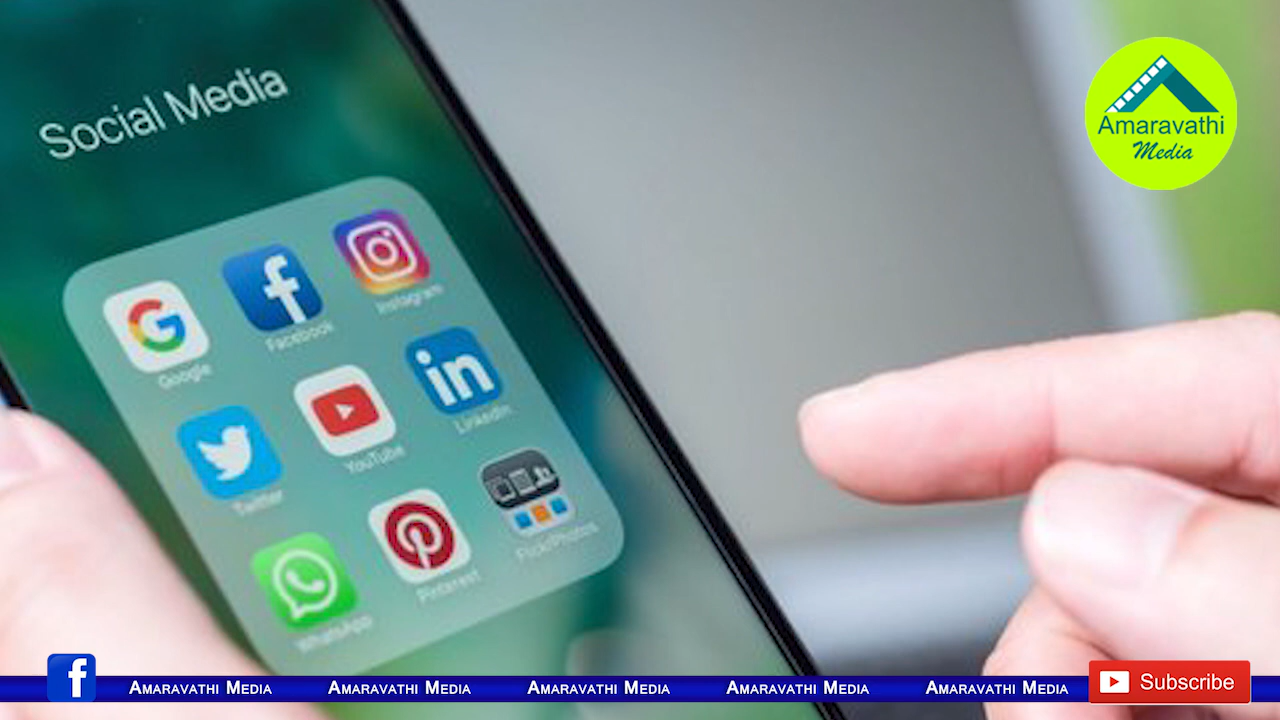 Social Media
Google
Facebook
Instagram
Twitter
YouTube
LinkedIn
WhatsApp
Pinterest
Amaravathi
Media
Amaravathi Media Amaravathi Media Amaravathi Media Amaravathi Media Amaravathi Media
Subscribe